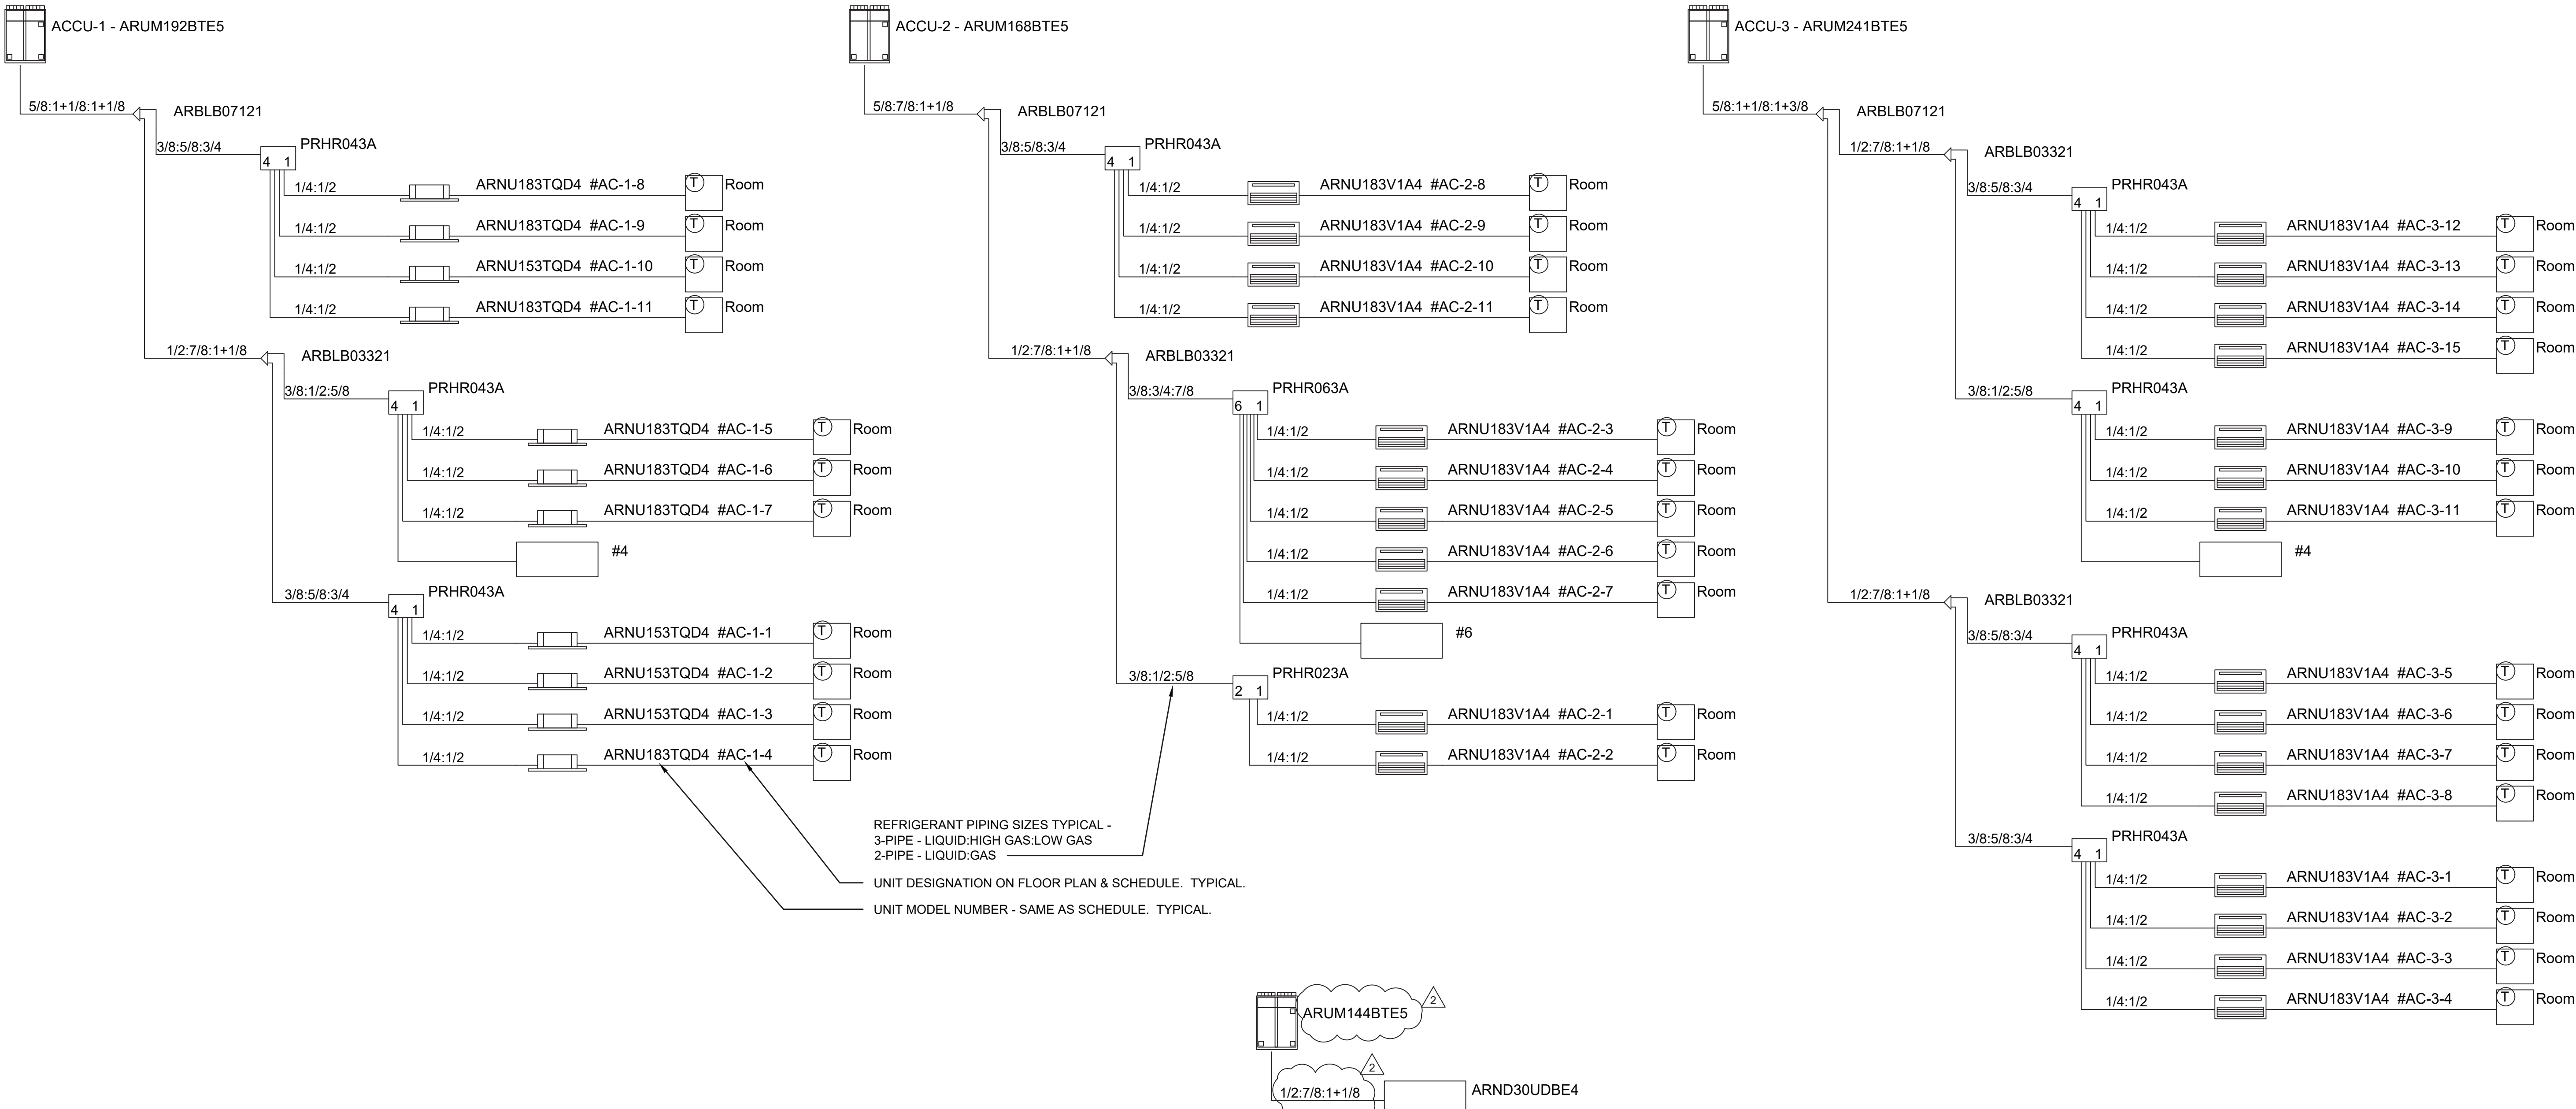 ACCU-1 - ARUM192BTE5
5/8:1+1/8:1+1/8
ARBLB07121
3/8:5/8:3/4
PRHR043A
4 1
1/4:1/2
ARNU183TQD4 #AC-1-8
T
Room
1/4:1/2
ARNU183TQD4 #AC-1-9
T
Room
1/4:1/2
ARNU153TQD4 #AC-1-10
T
Room
1/4:1/2
ARNU183TQD4 #AC-1-11
T
Room
1/2:7/8:1+1/8
ARBLB03321
3/8:1/2:5/8
PRHR043A
4 1
1/4:1/2
ARNU183TQD4 #AC-1-5
T
Room
1/4:1/2
ARNU183TQD4 #AC-1-6
T
Room
1/4:1/2
ARNU183TQD4 #AC-1-7
T
Room
#4
3/8:5/8:3/4
PRHR043A
4 1
1/4:1/2
ARNU153TQD4 #AC-1-1
T
Room
1/4:1/2
ARNU153TQD4 #AC-1-2
T
Room
1/4:1/2
ARNU153TQD4 #AC-1-3
T
Room
1/4:1/2
ARNU183TQD4 #AC-1-4
T
Room
ACCU-2 - ARUM168BTE5
5/8:7/8:1+1/8
ARBLB07121
3/8:5/8:3/4
PRHR043A
4 1
1/4:1/2
ARNU183V1A4 #AC-2-8
T
Room
1/4:1/2
ARNU183V1A4 #AC-2-9
T
Room
1/4:1/2
ARNU183V1A4 #AC-2-10
T
Room
1/4:1/2
ARNU183V1A4 #AC-2-11
T
Room
1/2:7/8:1+1/8
ARBLB03321
3/8:3/4:7/8
PRHR063A
6 1
1/4:1/2
ARNU183V1A4 #AC-2-3
T
Room
1/4:1/2
ARNU183V1A4 #AC-2-4
T
Room
1/4:1/2
ARNU183V1A4 #AC-2-5
T
Room
1/4:1/2
ARNU183V1A4 #AC-2-6
T
Room
1/4:1/2
ARNU183V1A4 #AC-2-7
T
Room
#6
3/8:1/2:5/8
PRHR023A
2 1
1/4:1/2
ARNU183V1A4 #AC-2-1
T
Room
1/4:1/2
ARNU183V1A4 #AC-2-2
T
Room
REFRIGERANT PIPING SIZES TYPICAL -
3-PIPE - LIQUID:HIGH GAS:LOW GAS
2-PIPE - LIQUID:GAS
UNIT DESIGNATION ON FLOOR PLAN & SCHEDULE. TYPICAL.
UNIT MODEL NUMBER - SAME AS SCHEDULE. TYPICAL.
ARUM144BTE5
2
2
1/2:7/8:1+1/8
ARND30UDBE4
ACCU-3 - ARUM241BTE5
5/8:1+1/8:1+3/8
ARBLB07121
1/2:7/8:1+1/8
ARBLB03321
3/8:5/8:3/4
PRHR043A
4 1
1/4:1/2
ARNU183V1A4 #AC-3-12
T
Room
1/4:1/2
ARNU183V1A4 #AC-3-13
T
Room
1/4:1/2
ARNU183V1A4 #AC-3-14
T
Room
1/4:1/2
ARNU183V1A4 #AC-3-15
T
Room
3/8:1/2:5/8
PRHR043A
4 1
1/4:1/2
ARNU183V1A4 #AC-3-9
T
Room
1/4:1/2
ARNU183V1A4 #AC-3-10
T
Room
1/4:1/2
ARNU183V1A4 #AC-3-11
T
Room
#4
1/2:7/8:1+1/8
ARBLB03321
3/8:5/8:3/4
PRHR043A
4 1
1/4:1/2
ARNU183V1A4 #AC-3-5
T
Room
1/4:1/2
ARNU183V1A4 #AC-3-6
T
Room
1/4:1/2
ARNU183V1A4 #AC-3-7
T
Room
1/4:1/2
ARNU183V1A4 #AC-3-8
T
Room
3/8:5/8:3/4
PRHR043A
4 1
1/4:1/2
ARNU183V1A4 #AC-3-1
T
Room
1/4:1/2
ARNU183V1A4 #AC-3-2
T
Room
1/4:1/2
ARNU183V1A4 #AC-3-3
T
Room
1/4:1/2
ARNU183V1A4 #AC-3-4
T
Room